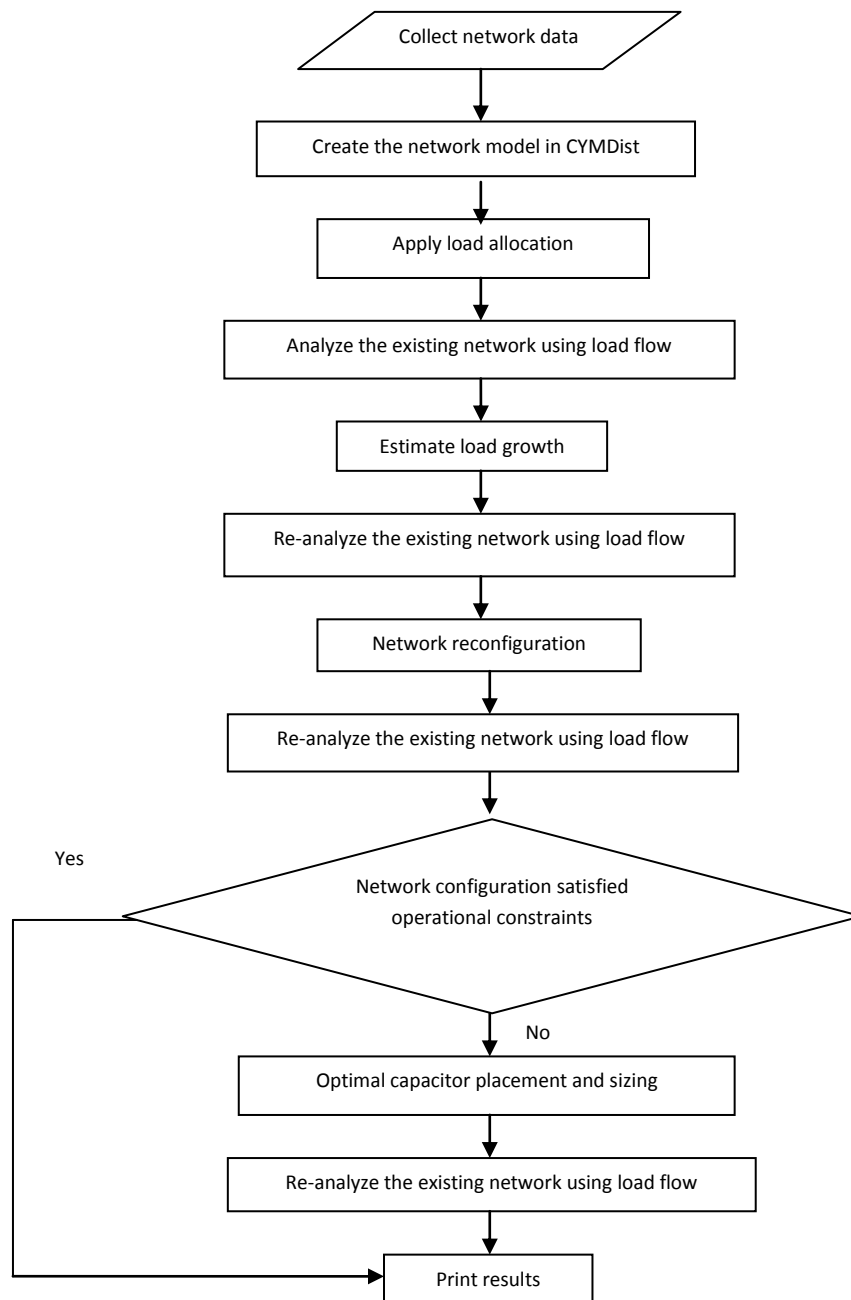 Collect network data
Create the network model in CYMDist
Apply load allocation
Analyze the existing network using load flow
Estimate load growth
Re-analyze the existing network using load flow
Network reconfiguration
Re-analyze the existing network using load flow
Yes
Network configuration satisfied
operational constraints
No
Optimal capacitor placement and sizing
Re-analyze the existing network using load flow
Print results